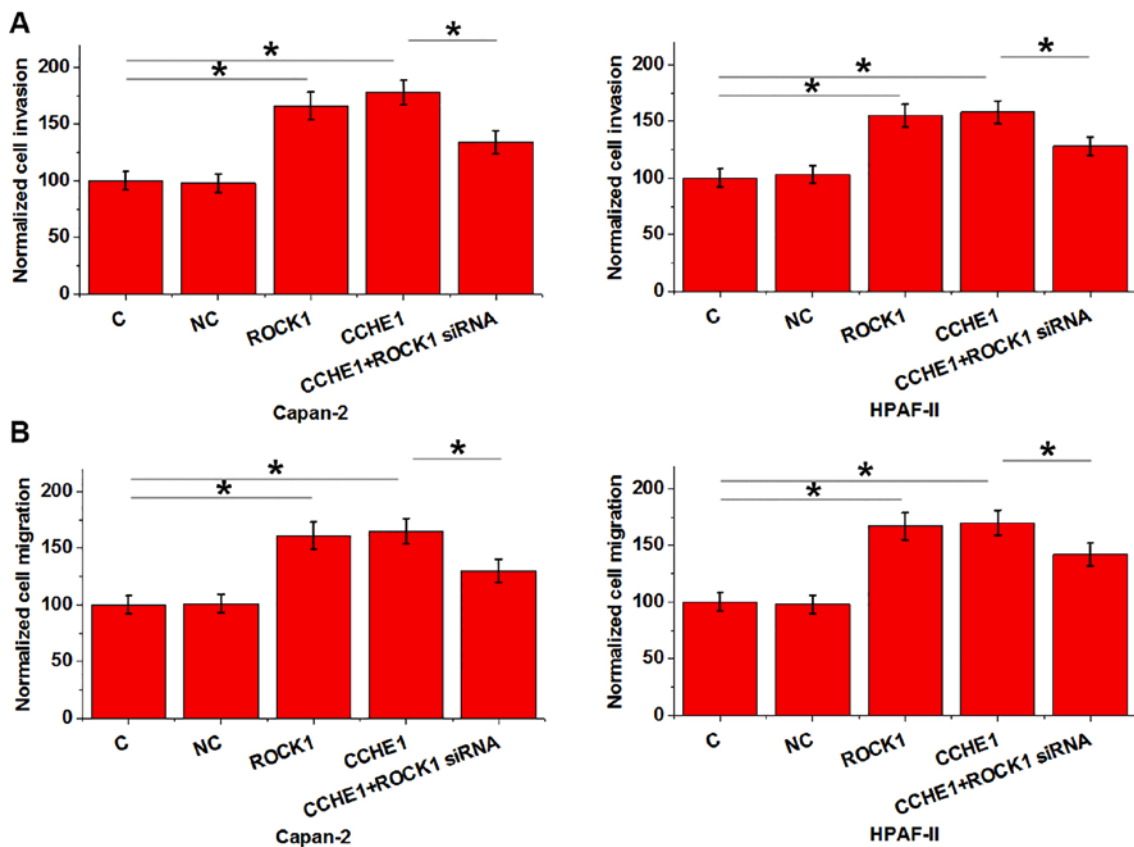 A
Normalized cell invasion
200
150
100
50
0
*
*
*
C
NC
ROCK1
CCHE1
CCHE1+ROCK1 siRNA
Capan-2
Normalized cell invasion
200
150
100
50
0
*
*
*
C
NC
ROCK1
CCHE1
CCHE1+ROCK1 siRNA
HPAF-II
B
Normalized cell migration
200
150
100
50
0
*
*
*
C
NC
ROCK1
CCHE1
CCHE1+ROCK1 siRNA
Capan-2
Normalized cell migration
200
150
100
50
0
*
*
*
C
NC
ROCK1
CCHE1
CCHE1+ROCK1 siRNA
HPAF-II